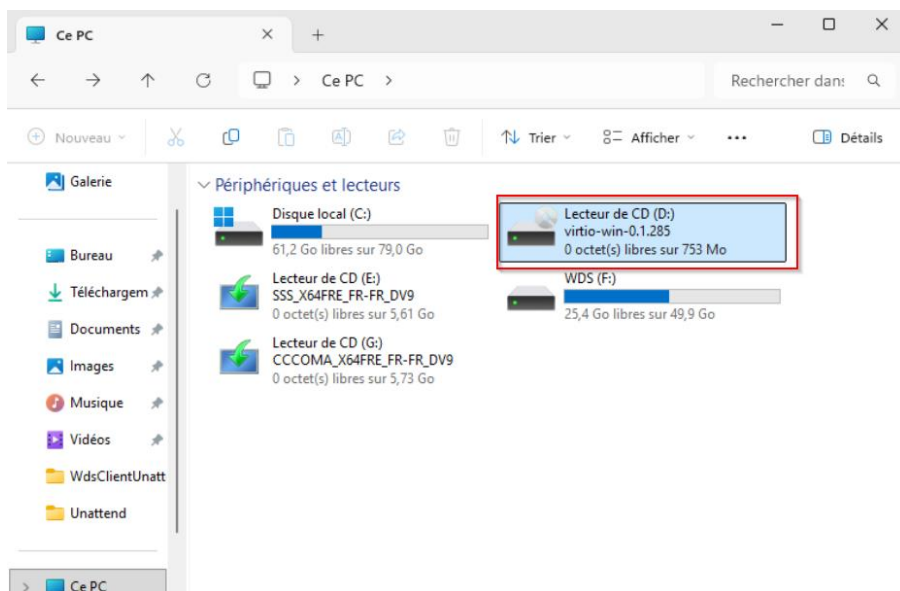 Ce PC
Ce PC
Rechercher dans
Nouveau
Trier
Afficher
Détails
Galerie
Bureau
Téléchargem
Documents
Images
Musique
Vidéos
WdsClientUnatt
Unattend
Ce PC
Périphériques et lecteurs
Disque local (C:)
61,2 Go libres sur 79,0 Go
Lecteur de CD (D:)
virtio-win-0.1.285
0 octet(s) libres sur 753 Mo
Lecteur de CD (E:)
SSS_X64FRE_FR-FR_DV9
0 octet(s) libres sur 5,61 Go
WDS (F:)
25,4 Go libres sur 49,9 Go
Lecteur de CD (G:)
CCCOMA_X64FRE_FR-FR_DV9
0 octet(s) libres sur 5,73 Go